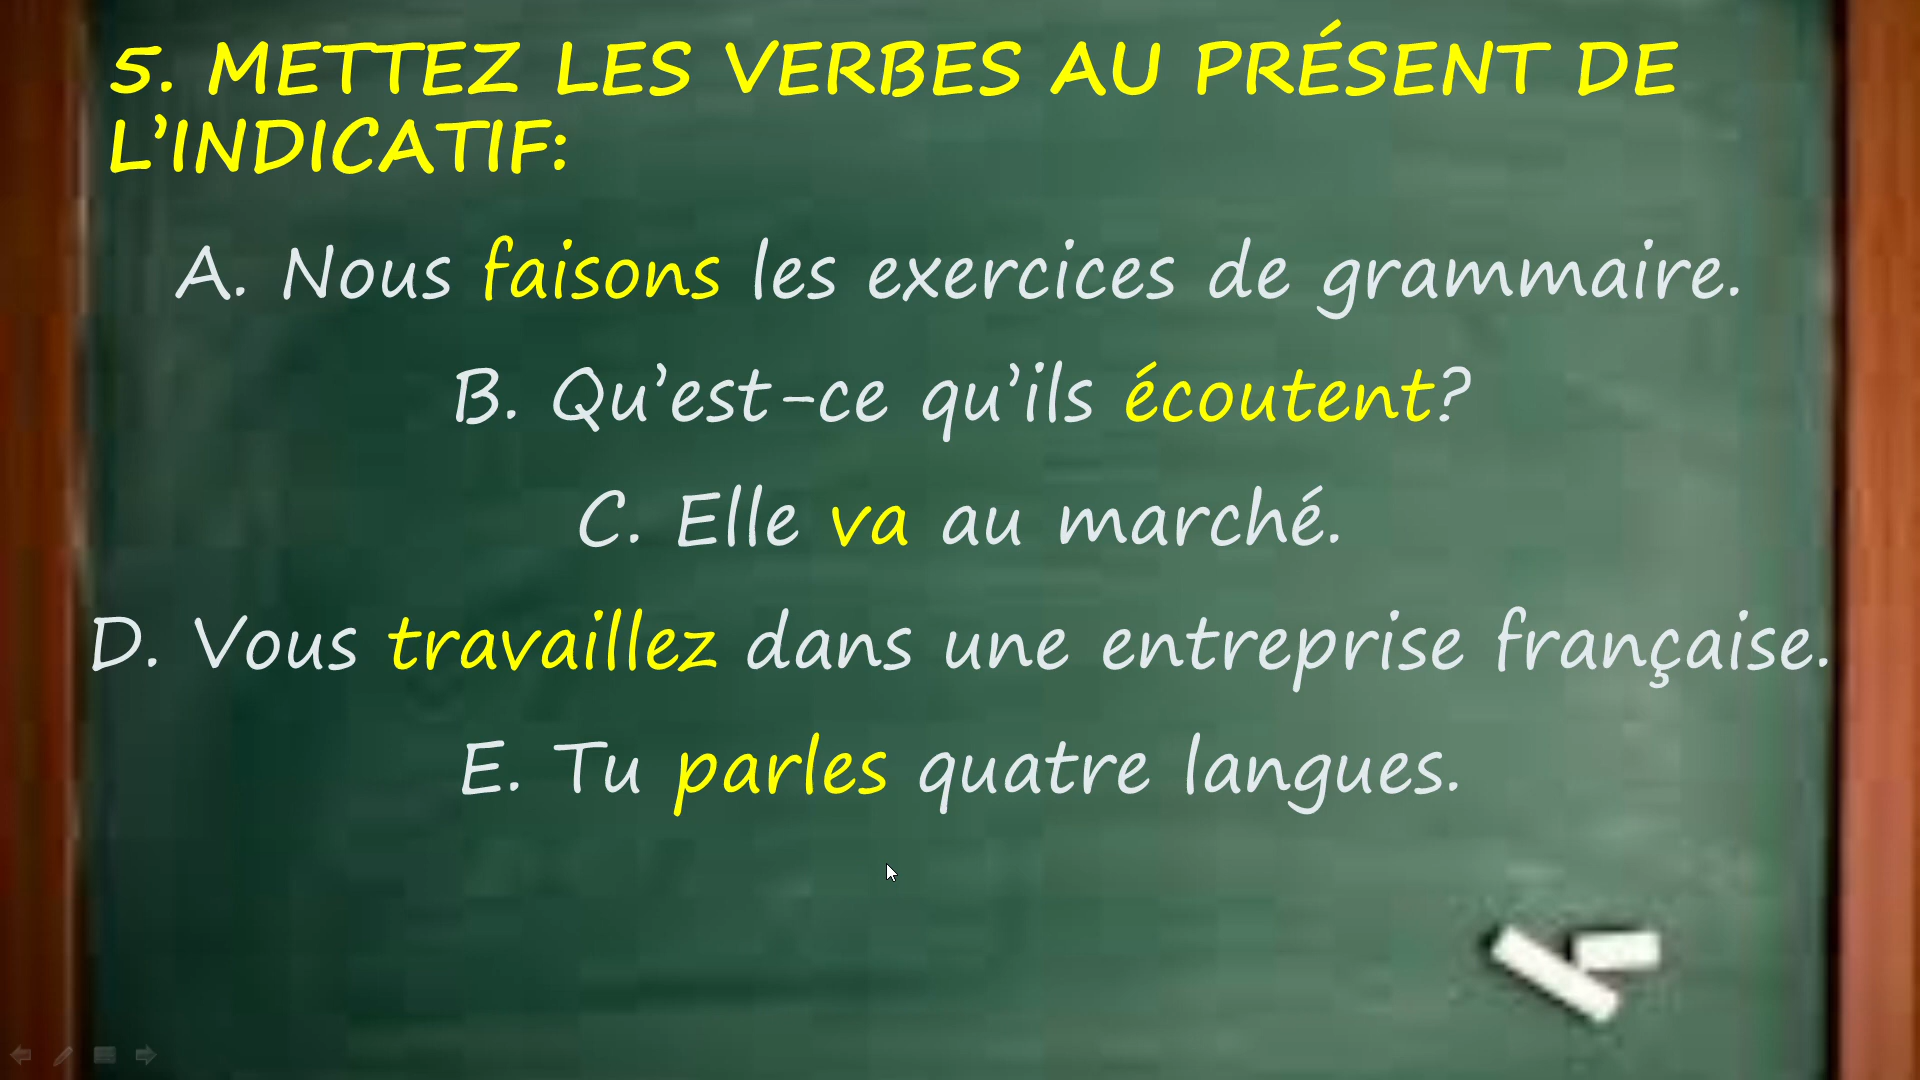 5. METTEZ LES VERBES AU PRÉSENT DE
L’INDICATIF:
A. Nous faisons les exercices de grammaire.
B. Qu’est-ce qu’ils écoutent?
C. Elle va au marché.
D. Vous travaillez dans une entreprise française.
E. Tu parles quatre langues.